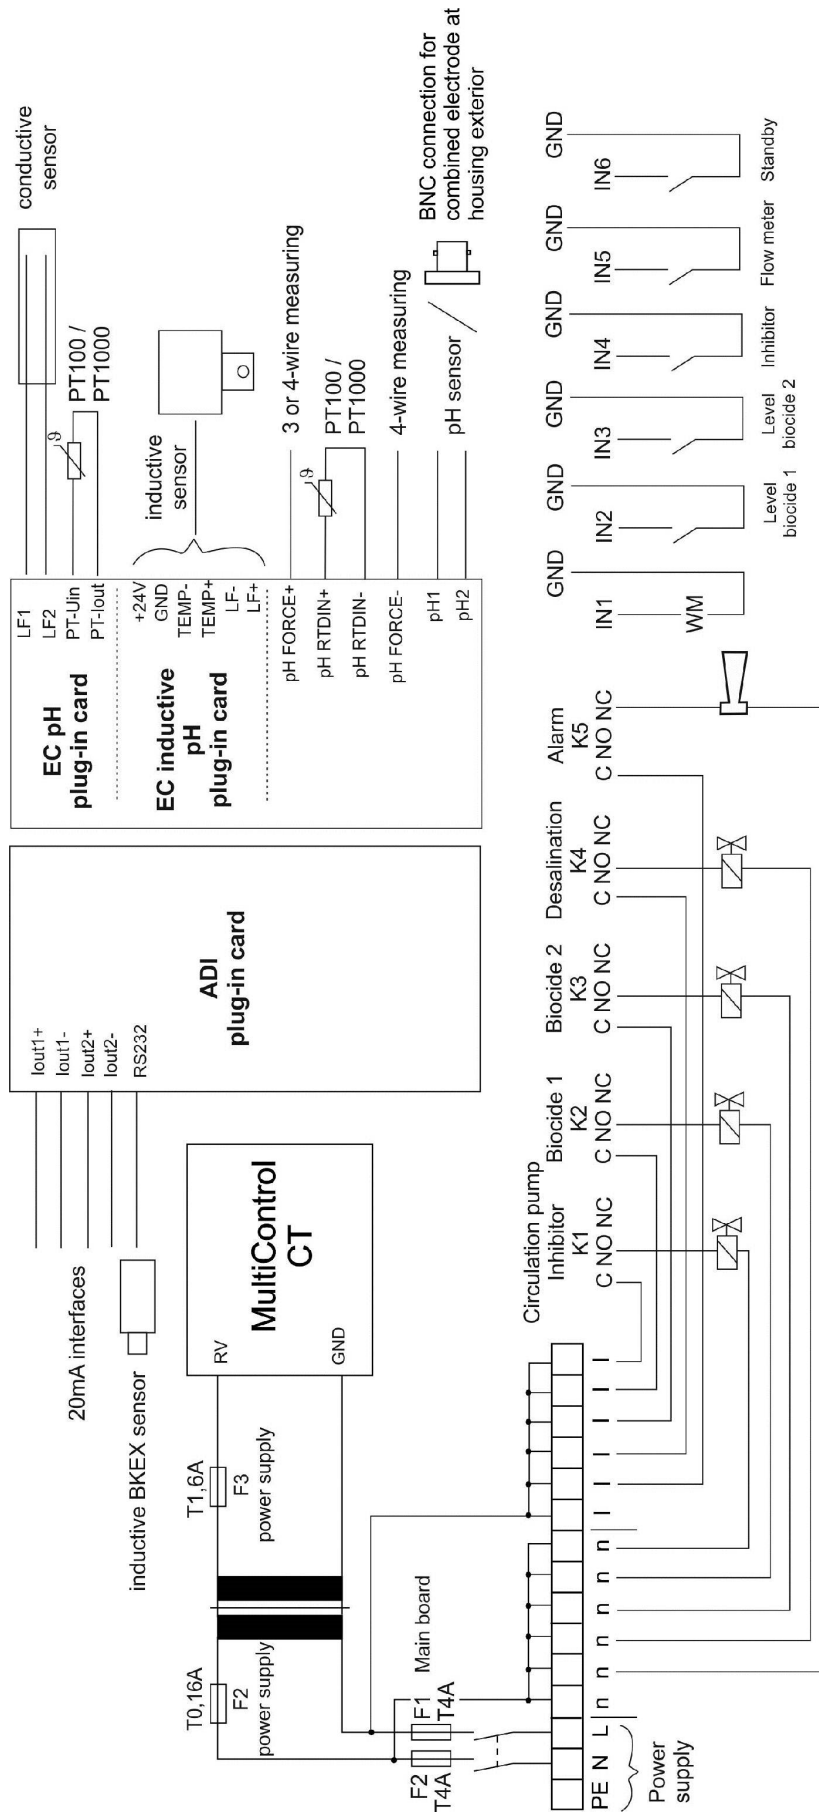 20mA interfaces
inductive BKEX sensor
Iout1+
Iout1-
Iout2+
Iout2-
RS232
ADI
plug-in card
EC pH
plug-in card
LF1
LF2
PT-Uin
PT-Iout
conductive
sensor
ϑ
PT100 /
PT1000
EC inductive
pH
plug-in card
+24V
GND
TEMP-
TEMP+
LF-
LF+
inductive
sensor
pH FORCE+
pH RTDIN+
pH RTDIN-
pH FORCE-
pH1
pH2
3 or 4-wire measuring
ϑ
PT100 /
PT1000
4-wire measuring
pH sensor
BNC connection for
combined electrode at
housing exterior
T0,16A
F2
power supply
T1,6A
F3
power supply
RV
GND
MultiControl
CT
F2
T4A
F1
T4A
Main board
PE N L n n n n n n l l l l l l
Power
supply
Circulation pump
Inhibitor
K1
C NO NC
Biocide 1
K2
C NO NC
Biocide 2
K3
C NO NC
Desalination
K4
C NO NC
Alarm
K5
C NO NC
GND
IN1
WM
GND
IN2
Level
biocide 1
GND
IN3
Level
biocide 2
GND
IN4
Inhibitor
GND
IN5
Flow meter
GND
IN6
Standby